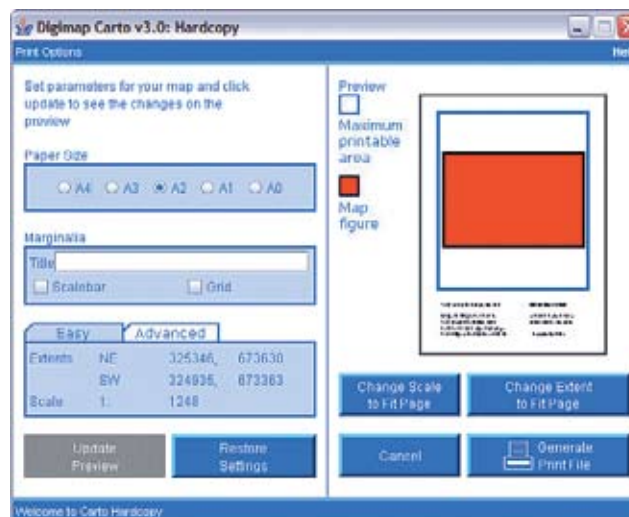 Digimap Carto v3.0: Hardcopy
Print Options
Set parameters for your map and click
update to see the changes on the
preview
Paper Size
A4 A3 A2 A1 A0
Marginalia
Title
Scalebar Grid
Easy Advanced
Extents NE 325346, 673630
SW 324935, 673363
Scale 1: 1248
Update
Preview
Restore
Settings
Preview
Maximum
printable
area
Map
figure
Change Scale
to Fit Page
Change Extent
to Fit Page
Cancel
Generate
Print File
Welcome to Carto Hardcopy